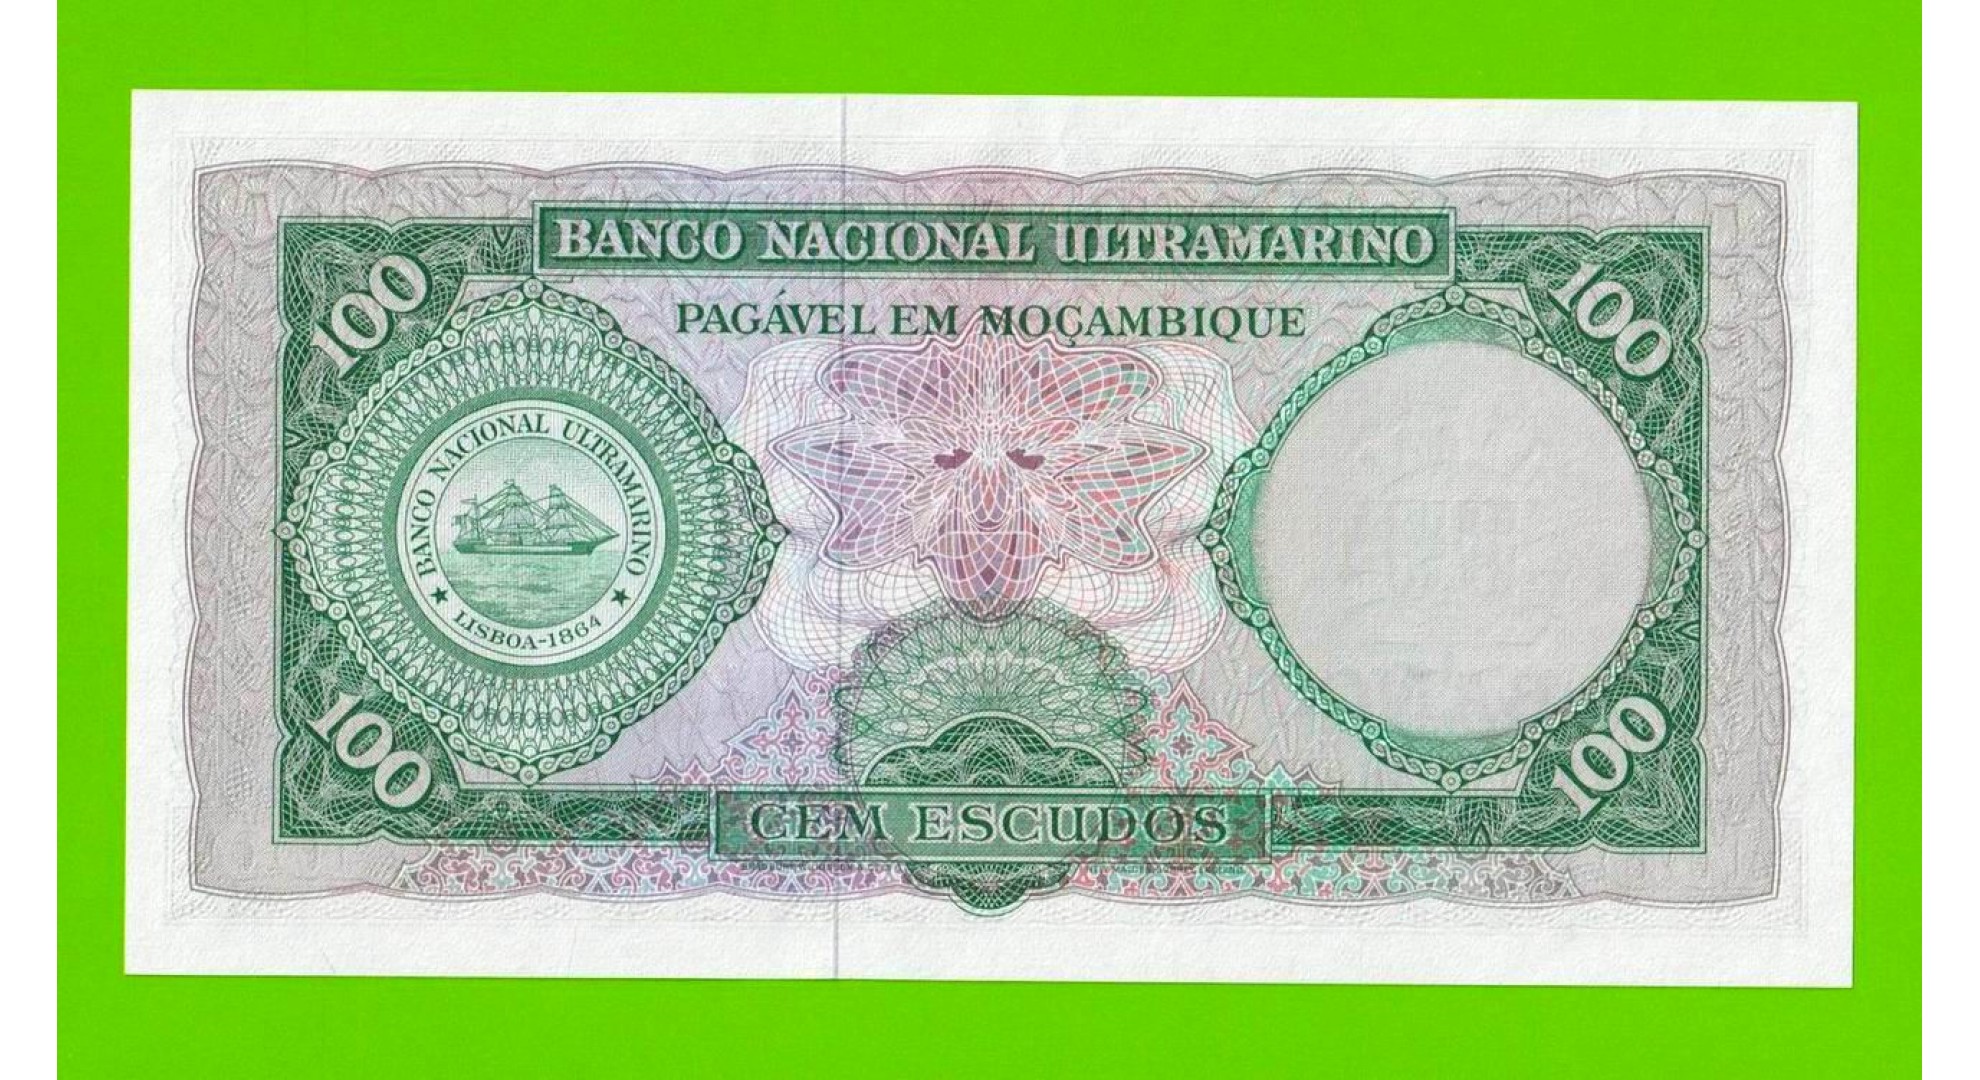 BANCO NACIONAL ULTRAMARINO
PAGÁVEL EM MOÇAMBIQUE
100
100
BANCO NACIONAL ULTRAMARINO
LISBOA-1864
100
100
CEM ESCUDOS